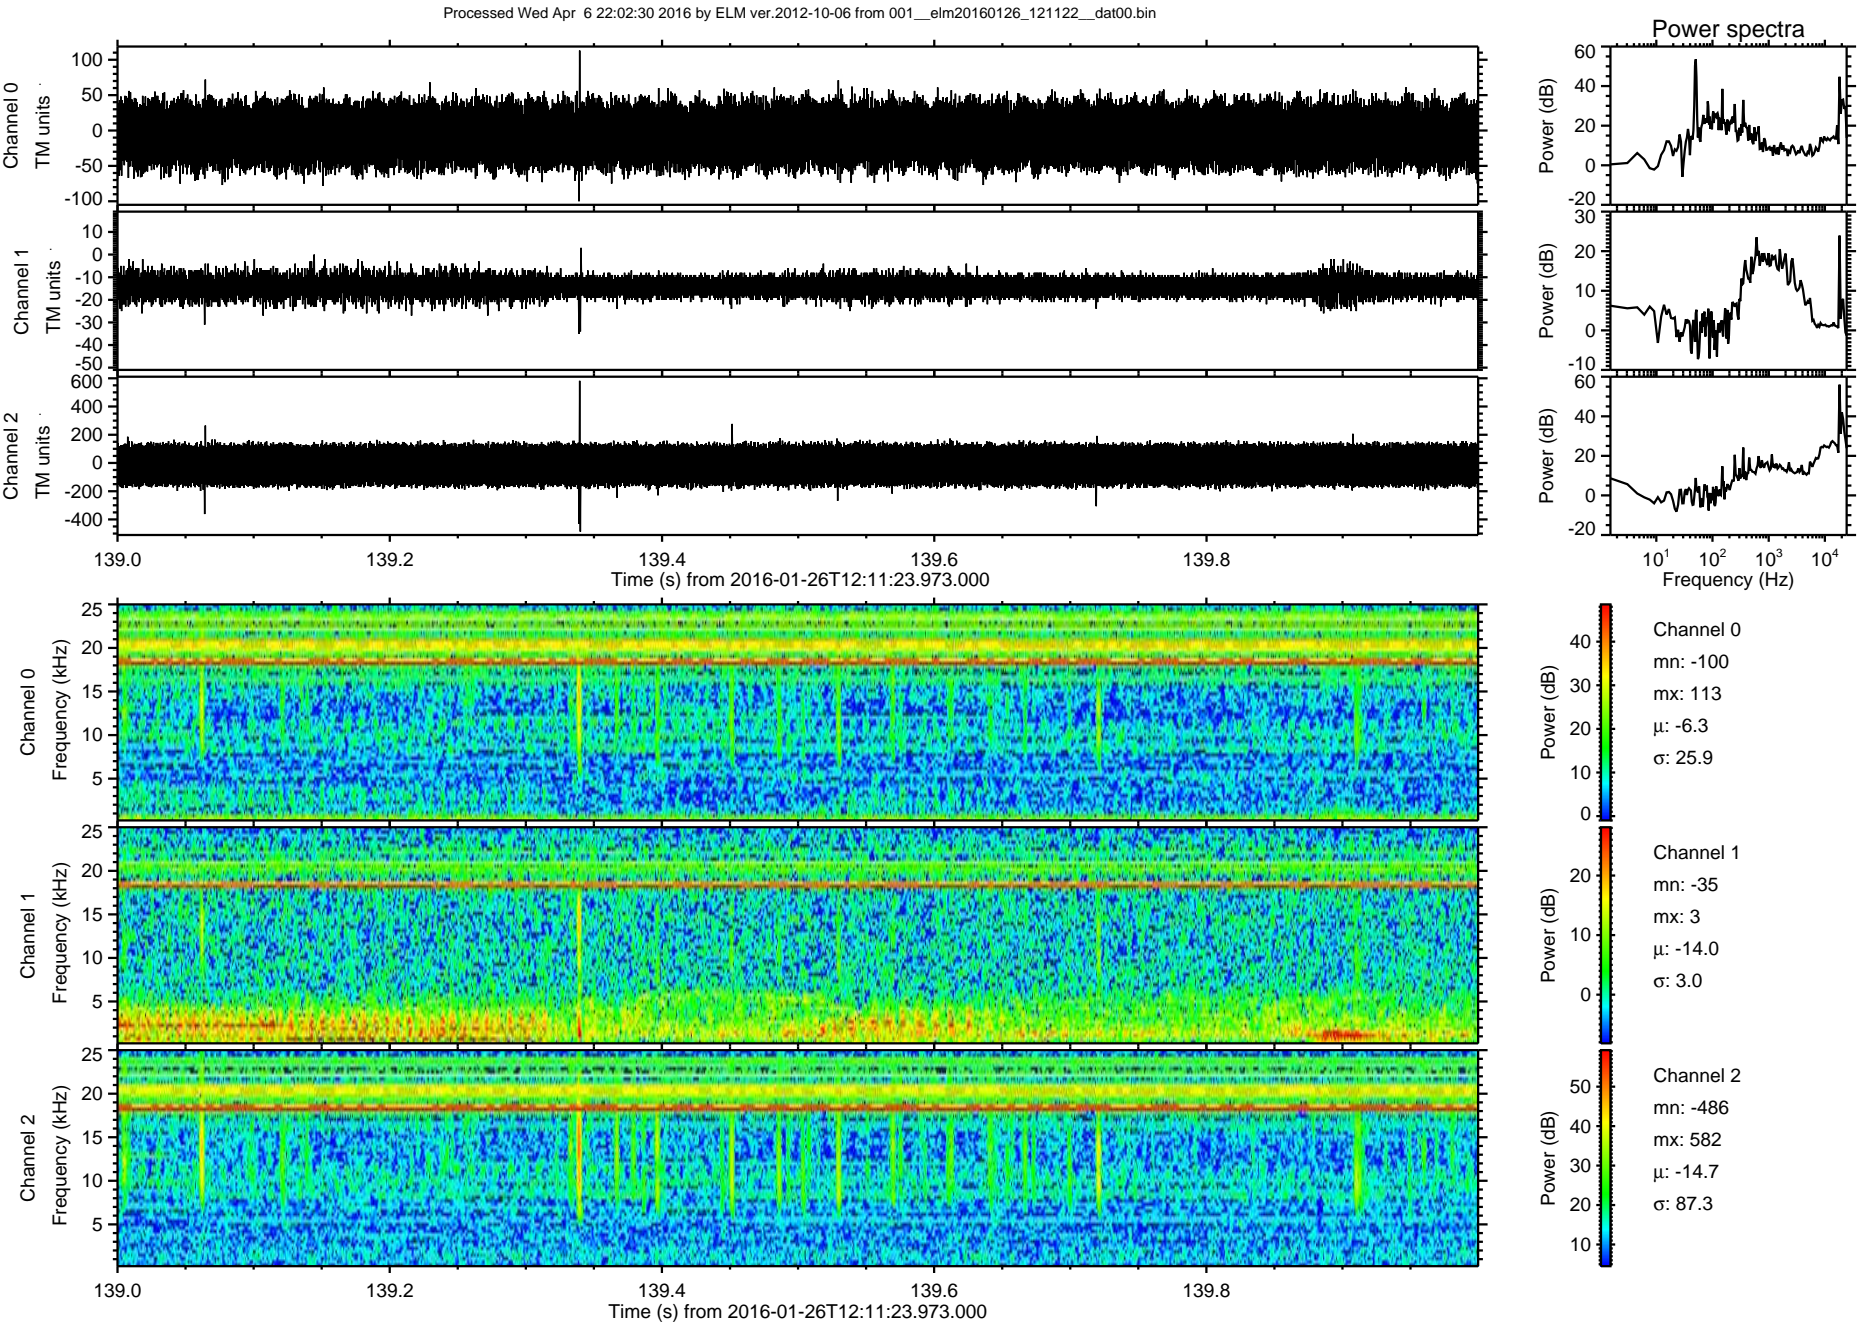 Processed Wed Apr  6 22:02:30 2016 by ELM ver.2012-10-06 from 001__elm20160126_121122__dat00.bin
Power spectra
Channel 0
TM units
100
50
0
-50
-100
Power (dB)
60
40
20
0
-20
Channel 1
TM units
10
0
-10
-20
-30
-40
-50
Power (dB)
30
20
10
0
-10
Channel 2
TM units
600
400
200
0
-200
-400
Power (dB)
60
40
20
0
-20
139.0 139.2 139.4 139.6 139.8
Time (s) from 2016-01-26T12:11:23.973.000
10¹ 10² 10³ 10⁴
Frequency (Hz)
Channel 0
Frequency (kHz)
25
20
15
10
5
Power (dB)
40
30
20
10
0
Channel 0
mn: -100
mx: 113
μ: -6.3
σ: 25.9
Channel 1
Frequency (kHz)
25
20
15
10
5
Power (dB)
20
10
0
Channel 1
mn: -35
mx: 3
μ: -14.0
σ: 3.0
Channel 2
Frequency (kHz)
25
20
15
10
5
Power (dB)
50
40
30
20
10
Channel 2
mn: -486
mx: 582
μ: -14.7
σ: 87.3
139.0 139.2 139.4 139.6 139.8
Time (s) from 2016-01-26T12:11:23.973.000